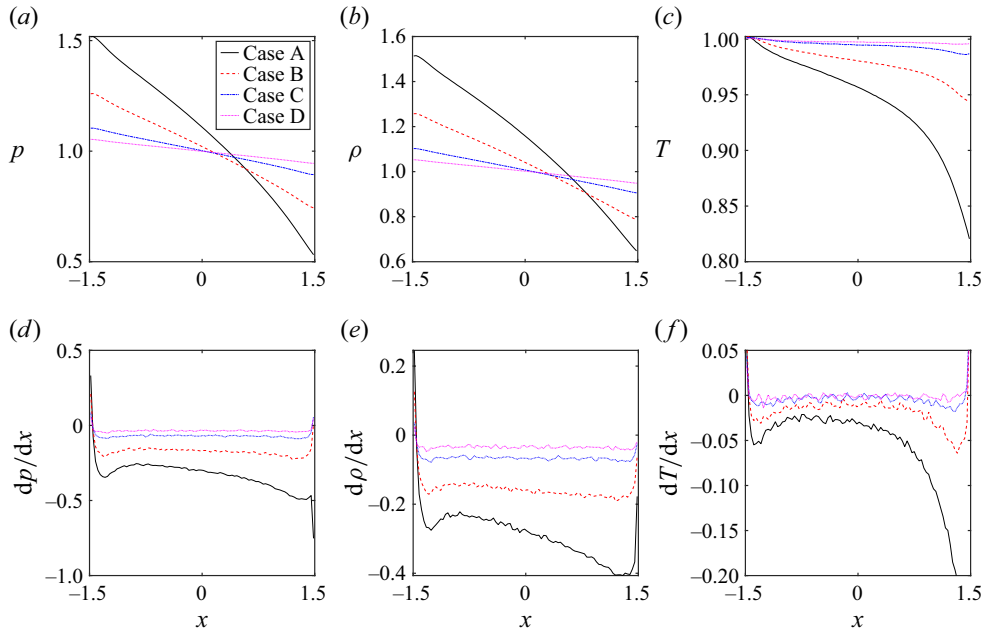 (a)
(b)
(c)
1.5
1.0
0.5
p
Case A
Case B
Case C
Case D
−1.5
0
1.5
1.6
1.4
1.2
1.0
0.8
0.6
ρ
−1.5
0
1.5
1.00
0.95
0.90
0.85
0.80
T
−1.5
0
1.5
(d)
(e)
(f)
0.5
0
−0.5
−1.0
dp/dx
−1.5
0
1.5
x
0.2
0
−0.2
−0.4
dρ/dx
−1.5
0
1.5
x
0.05
0
−0.05
−0.10
−0.15
−0.20
dT/dx
−1.5
0
1.5
x